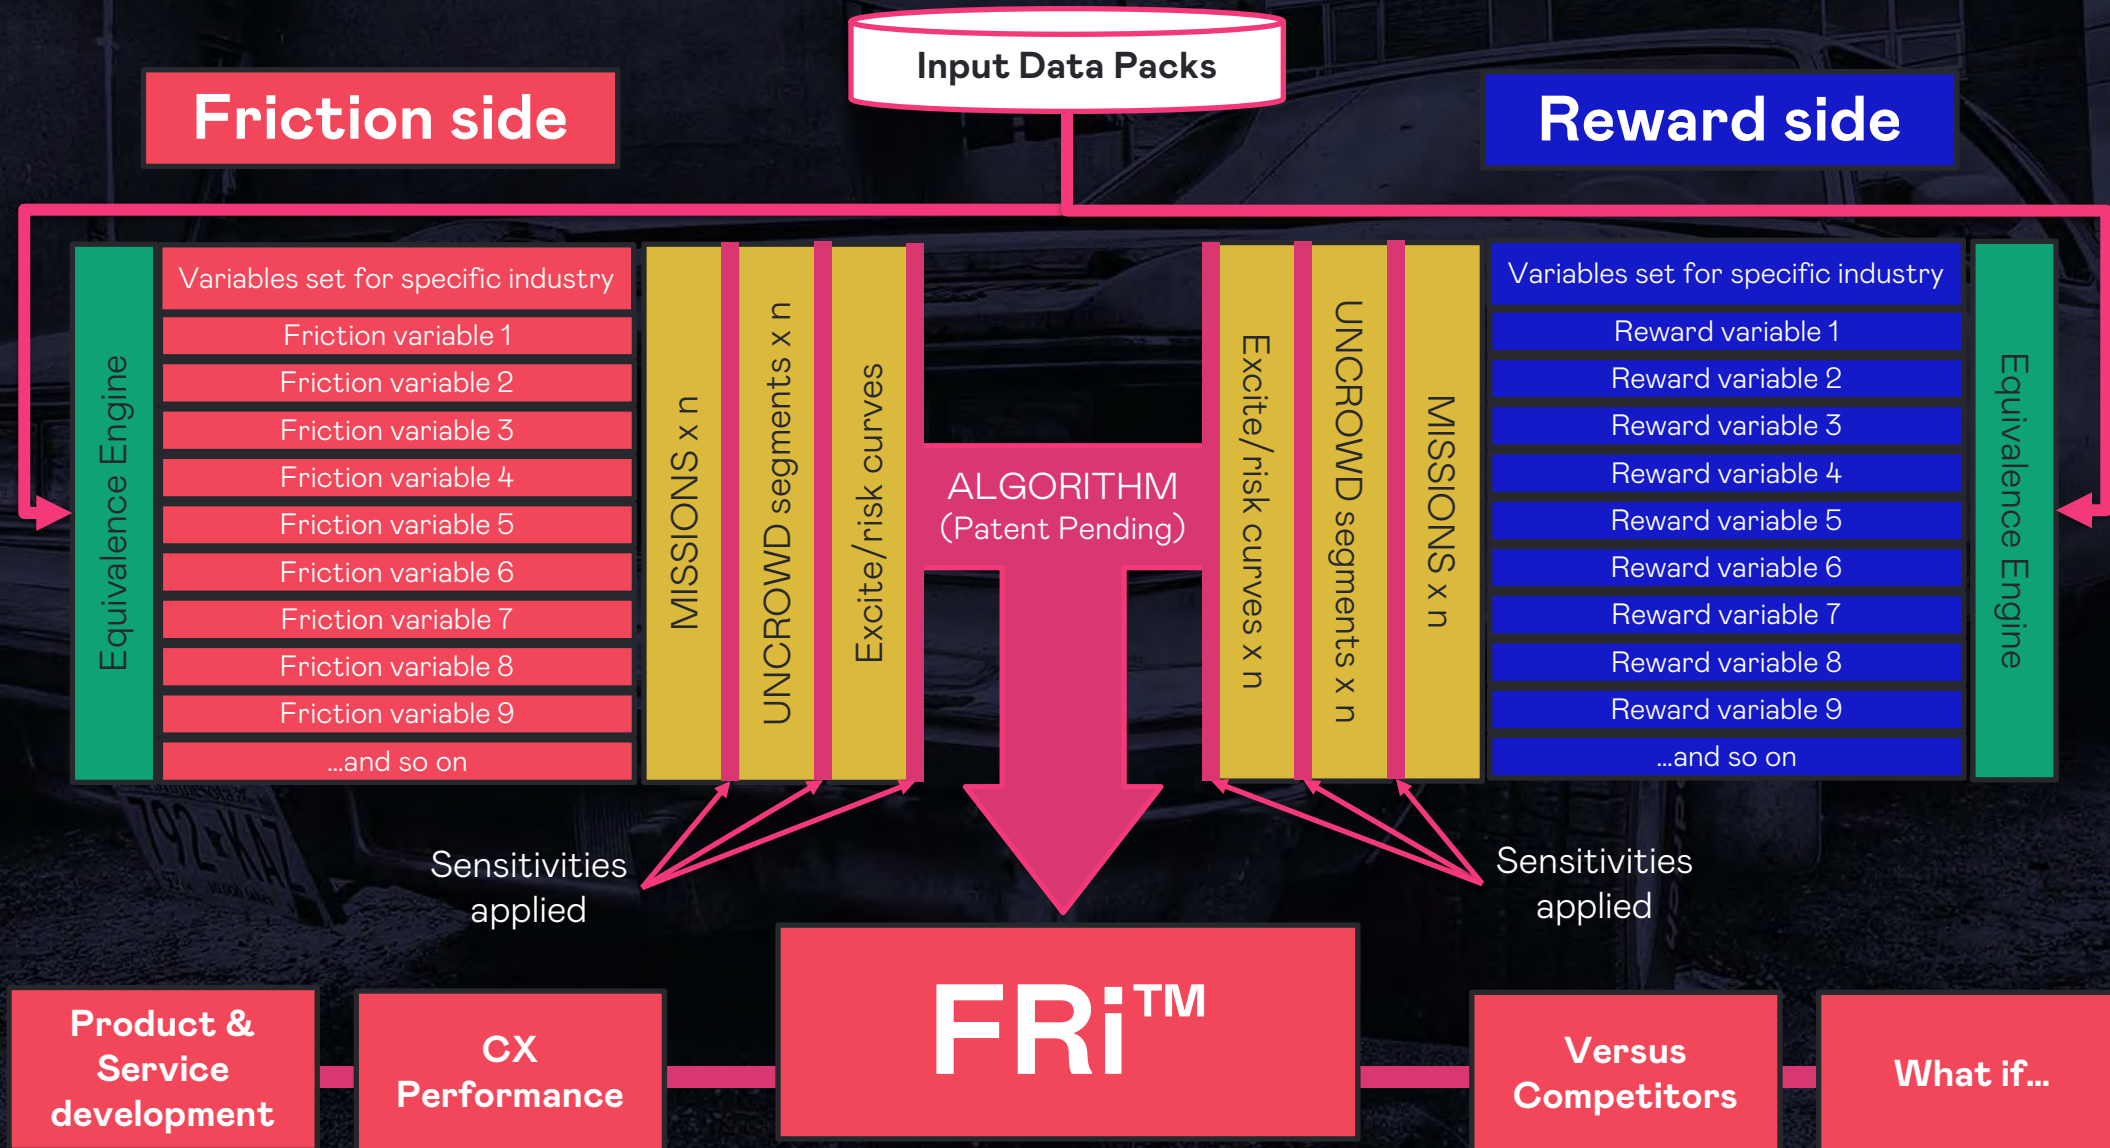 Input Data Packs
Friction side
Reward side
Equivalence Engine
Variables set for specific industry
Friction variable 1
Friction variable 2
Friction variable 3
Friction variable 4
Friction variable 5
Friction variable 6
Friction variable 7
Friction variable 8
Friction variable 9
...and so on
MISSIONS x n
UNCROWD segments x n
Excite/risk curves
ALGORITHM
(Patent Pending)
Excite/risk curves x n
UNCROWD segments x n
MISSIONS x n
Variables set for specific industry
Reward variable 1
Reward variable 2
Reward variable 3
Reward variable 4
Reward variable 5
Reward variable 6
Reward variable 7
Reward variable 8
Reward variable 9
...and so on
Equivalence Engine
Sensitivities
applied
Sensitivities
applied
FRi™
Product &
Service
development
CX
Performance
Versus
Competitors
What if...